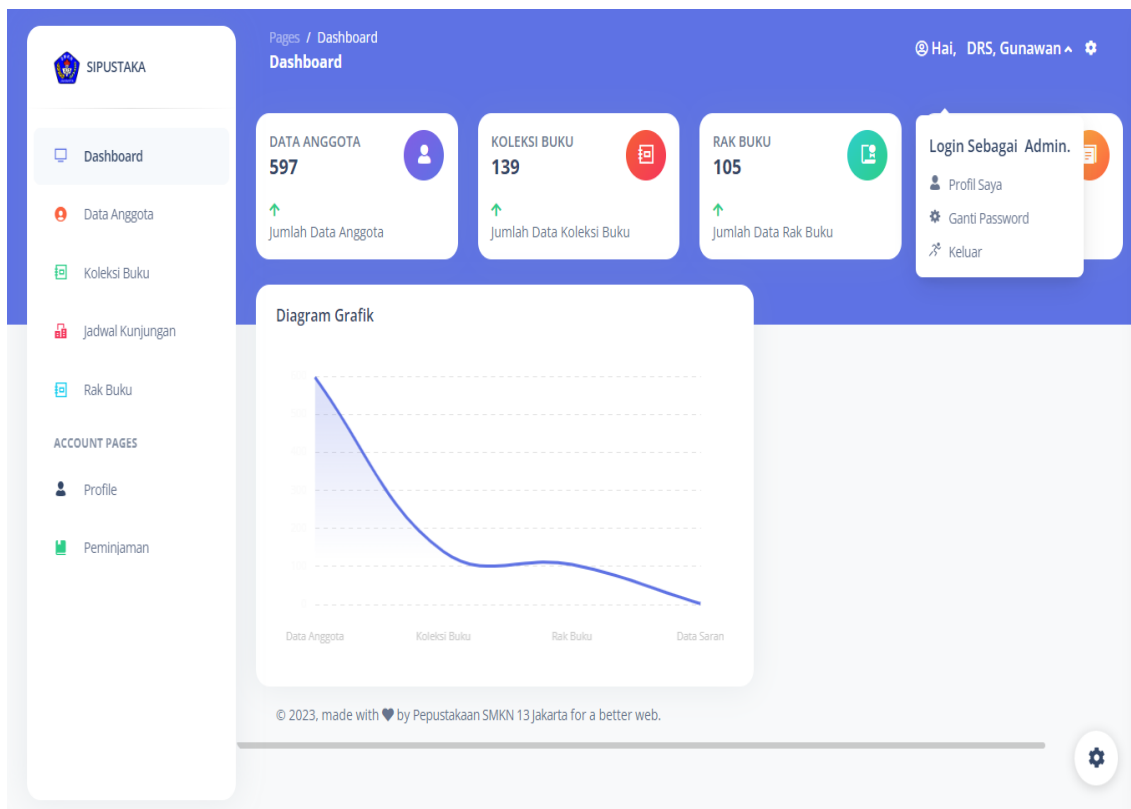 SIPUSTAKA
Dashboard
Data Anggota
Koleksi Buku
Jadwal Kunjungan
Rak Buku
ACCOUNT PAGES
Profile
Peminjaman
Pages / Dashboard
Dashboard
Hai, DRS, Gunawan
DATA ANGGOTA
597
Jumlah Data Anggota
KOLEKSI BUKU
139
Jumlah Data Koleksi Buku
RAK BUKU
105
Jumlah Data Rak Buku
Login Sebagai Admin.
Profil Saya
Ganti Password
Keluar
Diagram Grafik
Data Anggota Koleksi Buku Rak Buku Data Saran
© 2023, made with by Pepustakaan SMKN 13 Jakarta for a better web.